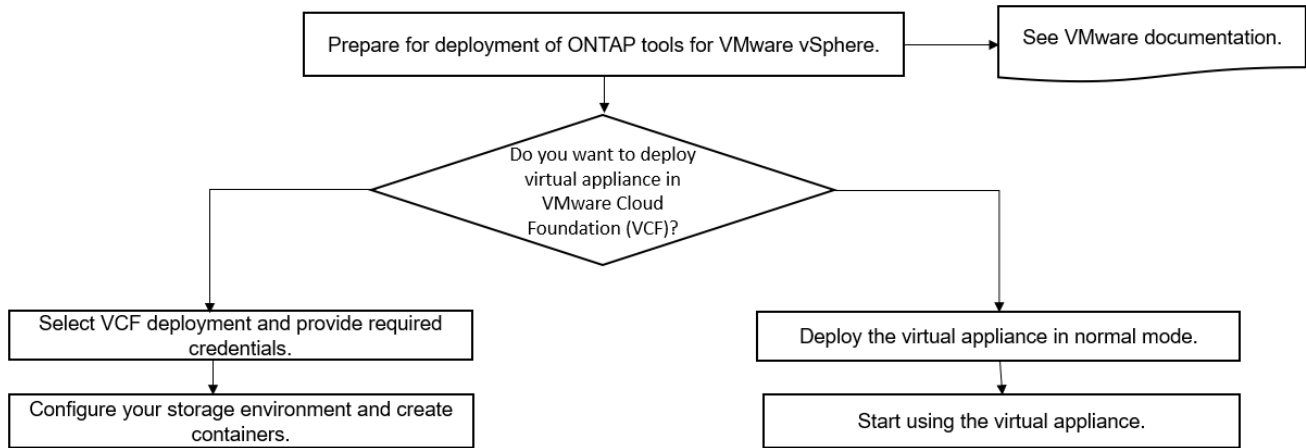 Prepare for deployment of ONTAP tools for VMware vSphere.
See VMware documentation.
Do you want to deploy
virtual appliance in
VMware Cloud
Foundation (VCF)?
Select VCF deployment and provide required
credentials.
Deploy the virtual appliance in normal mode.
Configure your storage environment and create
containers.
Start using the virtual appliance.